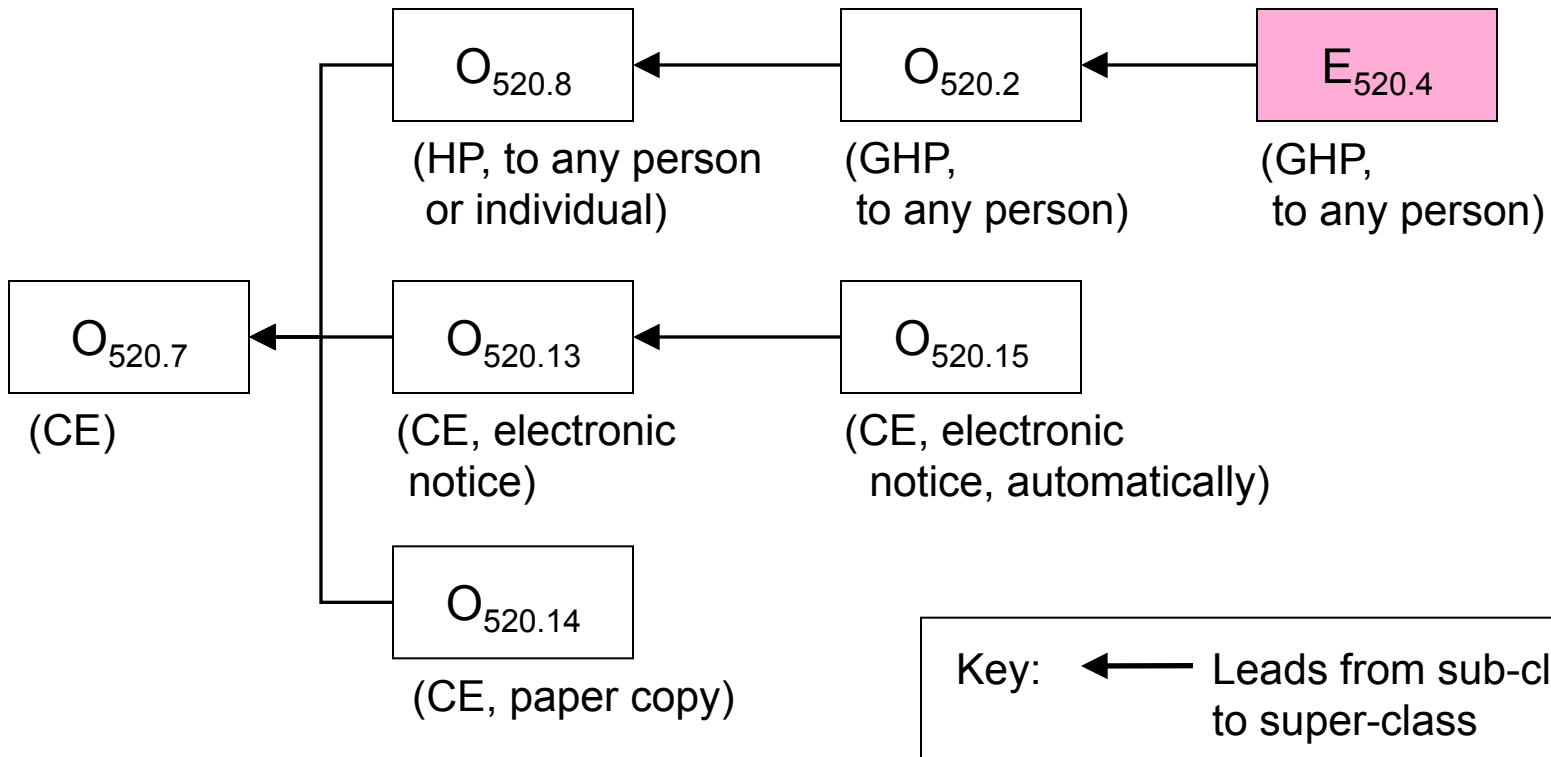 O520.8
O520.2
E520.4
(HP, to any person
or individual)
(GHP,
to any person)
(GHP,
to any person)
O520.7
O520.13
O520.15
(CE)
(CE, electronic
notice)
(CE, electronic
notice, automatically)
O520.14
(CE, paper copy)
Key:
Leads from sub-cl
to super-class